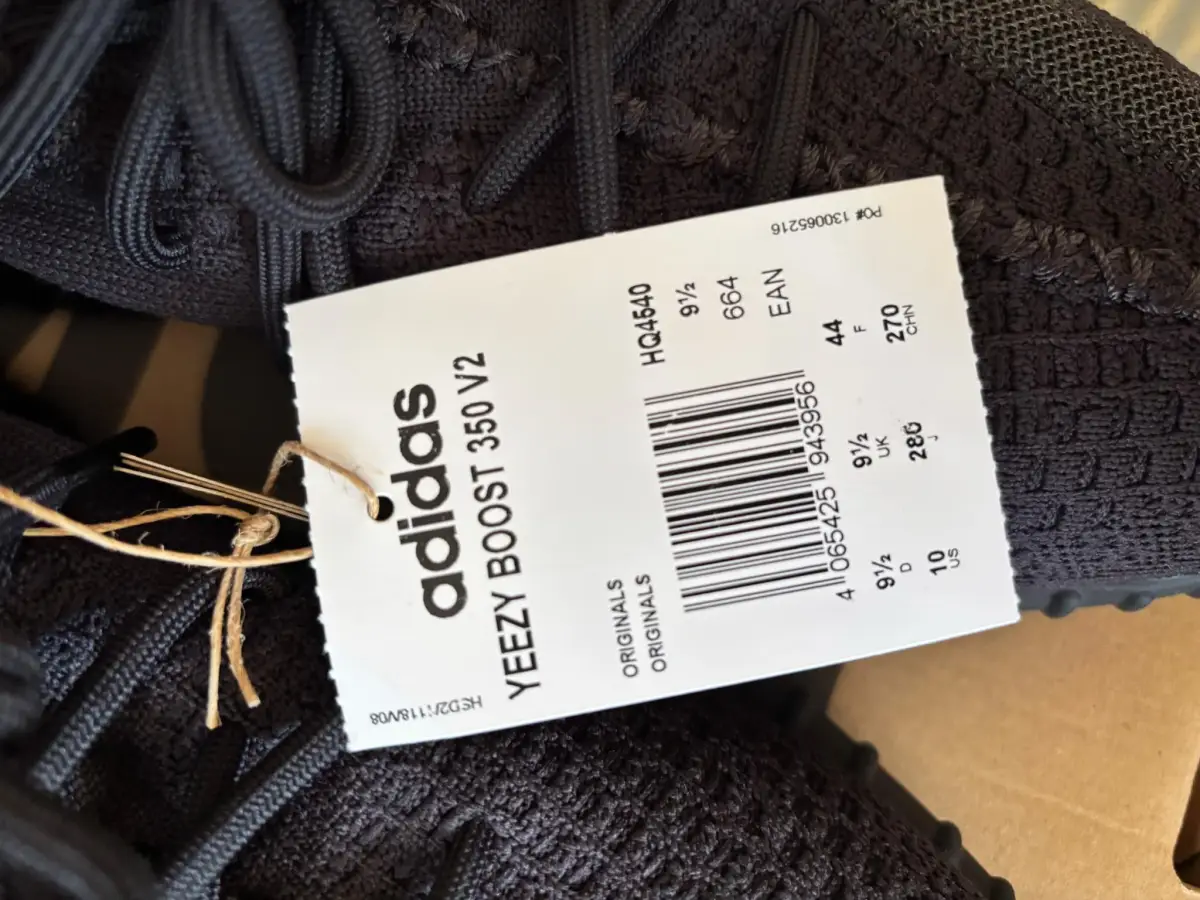 adidas
YEEZY BOOST 350 V2
ORIGINALS
ORIGINALS
HQ4540
9½
664
EAN
4 065425 943956
9½ D
9½ UK
44 F
10 US
280 J
270 CHN
PO# 130065216